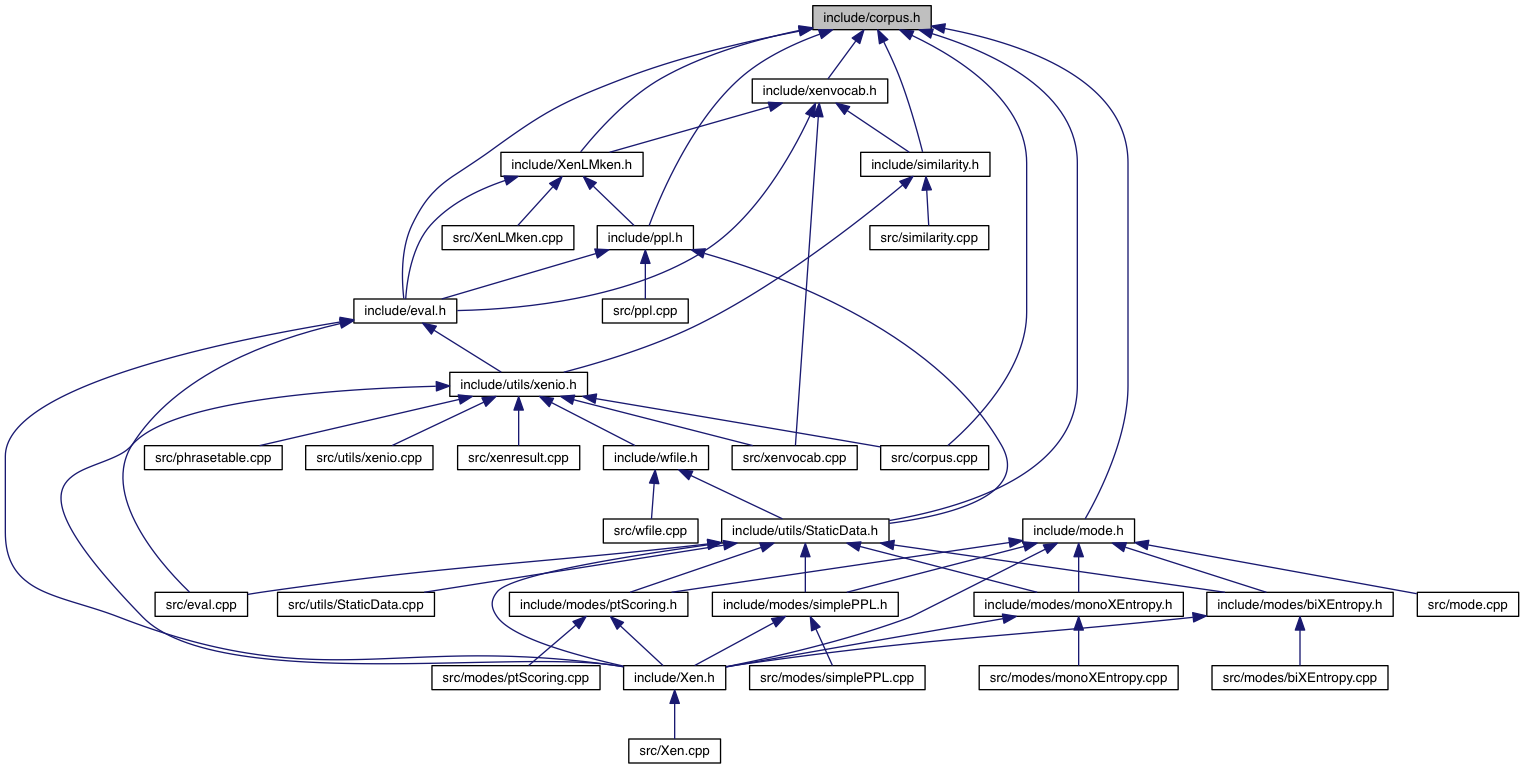 include/corpus.h
include/xenvocab.h
include/XenLMken.h
include/similarity.h
src/XenLMken.cpp
include/ppl.h
src/similarity.cpp
include/eval.h
src/ppl.cpp
include/utils/xenio.h
src/phrasetable.cpp
src/utils/xenio.cpp
src/xenresult.cpp
include/wfile.h
src/xenvocab.cpp
src/corpus.cpp
src/wfile.cpp
include/utils/StaticData.h
include/mode.h
src/eval.cpp
src/utils/StaticData.cpp
include/modes/ptScoring.h
include/modes/simplePPL.h
include/modes/monoXEntropy.h
include/modes/biXEntropy.h
src/mode.cpp
src/modes/ptScoring.cpp
include/Xen.h
src/modes/simplePPL.cpp
src/modes/monoXEntropy.cpp
src/modes/biXEntropy.cpp
src/Xen.cpp